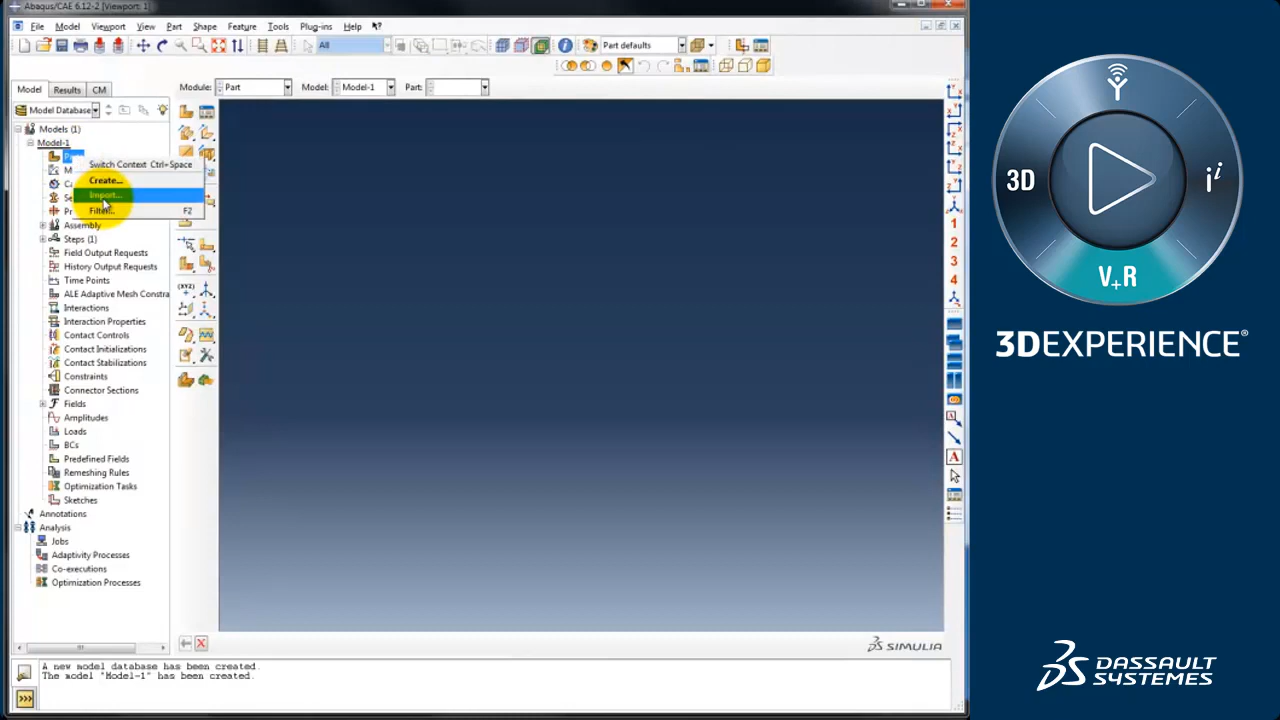 Abaqus/CAE 6.12-2 [Viewport: 1]
File Model Viewport View Part Shape Feature Tools Plug-ins Help
All Part defaults
Model Results CM Module: Part Model: Model-1 Part:
Model Database
Models (1)
Model-1
Switch Context Ctrl+Space
Create...
Import...
Filter... F2
Assembly
Steps (1)
Field Output Requests
History Output Requests
Time Points
ALE Adaptive Mesh Constra
Interactions
Interaction Properties
Contact Controls
Contact Initializations
Contact Stabilizations
Constraints
Connector Sections
Fields
Amplitudes
Loads
BCs
Predefined Fields
Remeshing Rules
Optimization Tasks
Sketches
Annotations
Analysis
Jobs
Adaptivity Processes
Co-executions
Optimization Processes
(XYZ)
1
2
3
4
A
SIMULIA
A new model database has been created.
The model "Model-1" has been created.
>>>
3D
i
V+R
3DEXPERIENCE®
DASSAULT
SYSTEMES